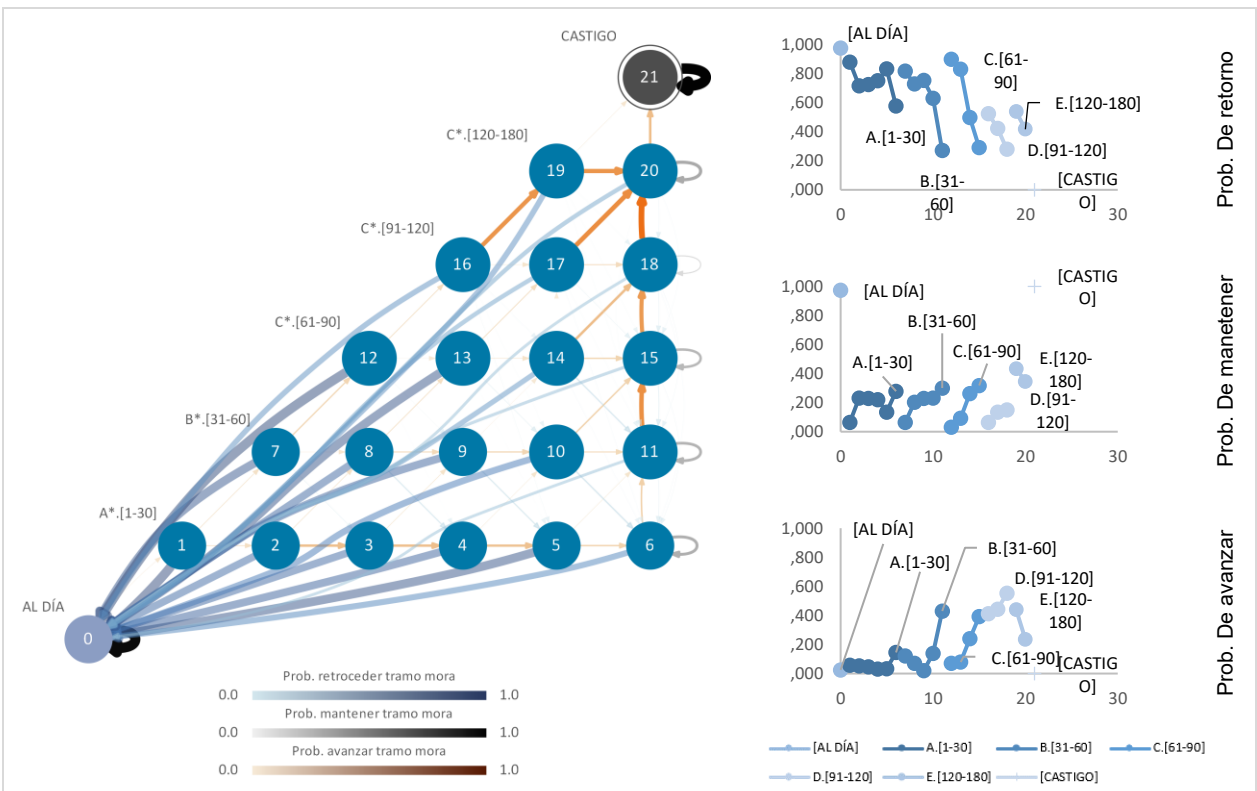 CASTIGO
21
C*.[120-180]
19
20
C*.[91-120]
16
17
18
C*.[61-90]
12
13
14
15
B*.[31-60]
7
8
9
10
11
A*.[1-30]
1
2
3
4
5
6
AL DÍA
0
Prob. retroceder tramo mora
0.0
1.0
Prob. mantener tramo mora
0.0
1.0
Prob. avanzar tramo mora
0.0
1.0
[AL DÍA]
C.[61-
90]
E.[120-180]
A.[1-30]
D.[91-120]
B.[31-
60]
[CASTIG
O]
1,000
,800
,600
,400
,200
,000
0
10
20
30
Prob. De retorno
[AL DÍA]
[CASTIG
O]
B.[31-60]
A.[1-30]
C.[61-90]
E.[120-
180]
D.[91-
120]
1,000
,800
,600
,400
,200
,000
0
10
20
30
Prob. De manetener
[AL DÍA]
A.[1-30]
B.[31-60]
D.[91-120]
E.[120-
180]
C.[61-90]
[CASTIG
O]
1,000
,800
,600
,400
,200
,000
0
10
20
30
Prob. De avanzar
[AL DÍA]
A.[1-30]
B.[31-60]
C.[61-90]
D.[91-120]
E.[120-180]
[CASTIGO]